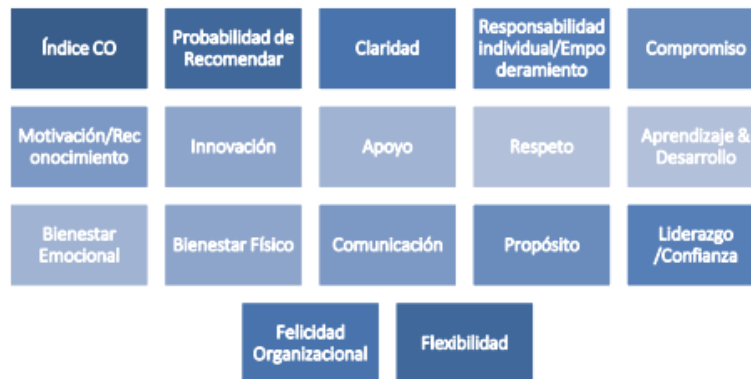 Índice CO
Probabilidad de
Recomendar
Claridad
Responsabilidad
individual/Empo
deramiento
Compromiso
Motivación/Rec
onocimiento
Innovación
Apoyo
Respeto
Aprendizaje &
Desarrollo
Bienestar
Emocional
Bienestar Físico
Comunicación
Propósito
Liderazgo
/Confianza
Felicidad
Organizacional
Flexibilidad